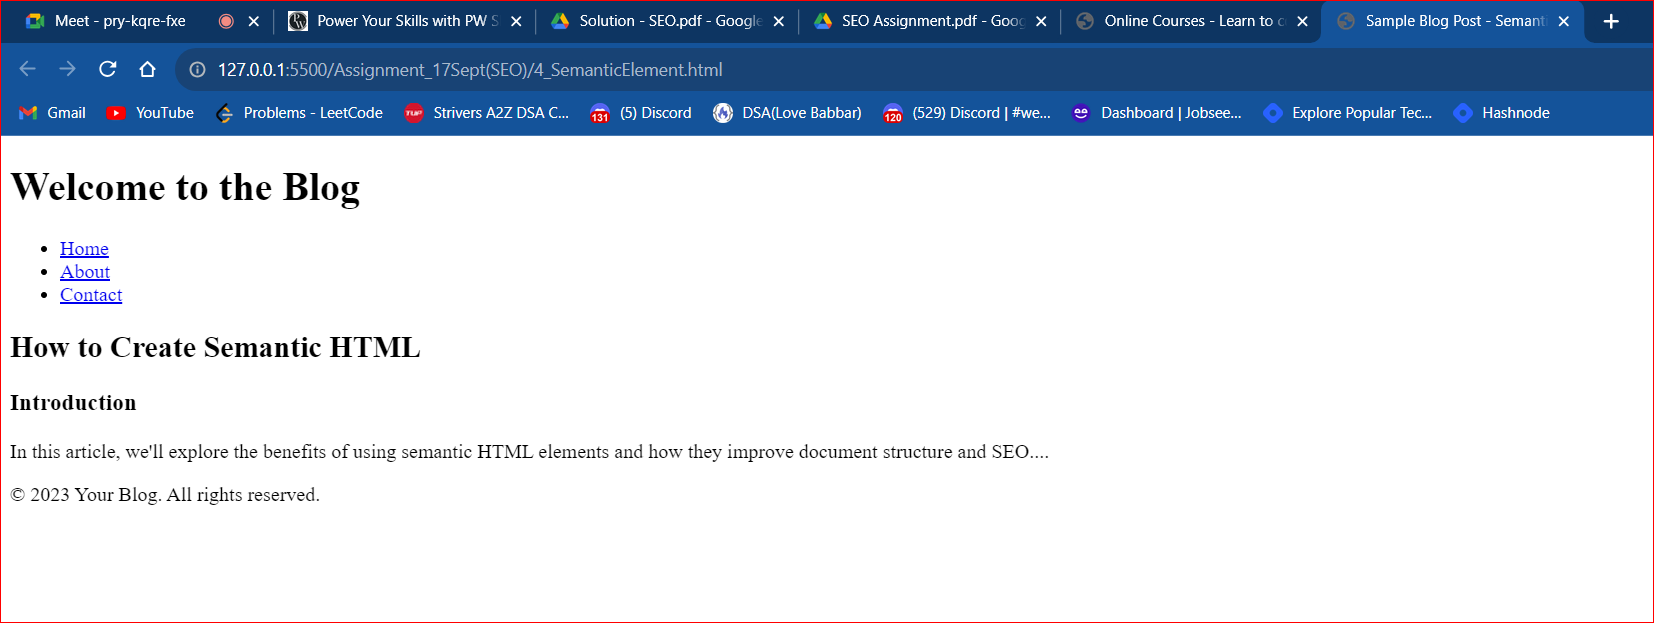 Meet - pry-kqre-fxe
Power Your Skills with PW S
Solution - SEO.pdf - Google
SEO Assignment.pdf - Goog
Online Courses - Learn to c
Sample Blog Post - Semanti
127.0.0.1:5500/Assignment_17Sept(SEO)/4_SemanticElement.html
Gmail
YouTube
Problems - LeetCode
TUF
Strivers A2Z DSA C...
131
(5) Discord
DSA(Love Babbar)
120
(529) Discord | #we...
Dashboard | Jobsee...
Explore Popular Tec...
Hashnode
Welcome to the Blog
• Home
• About
• Contact
How to Create Semantic HTML
Introduction
In this article, we'll explore the benefits of using semantic HTML elements and how they improve document structure and SEO....
© 2023 Your Blog. All rights reserved.